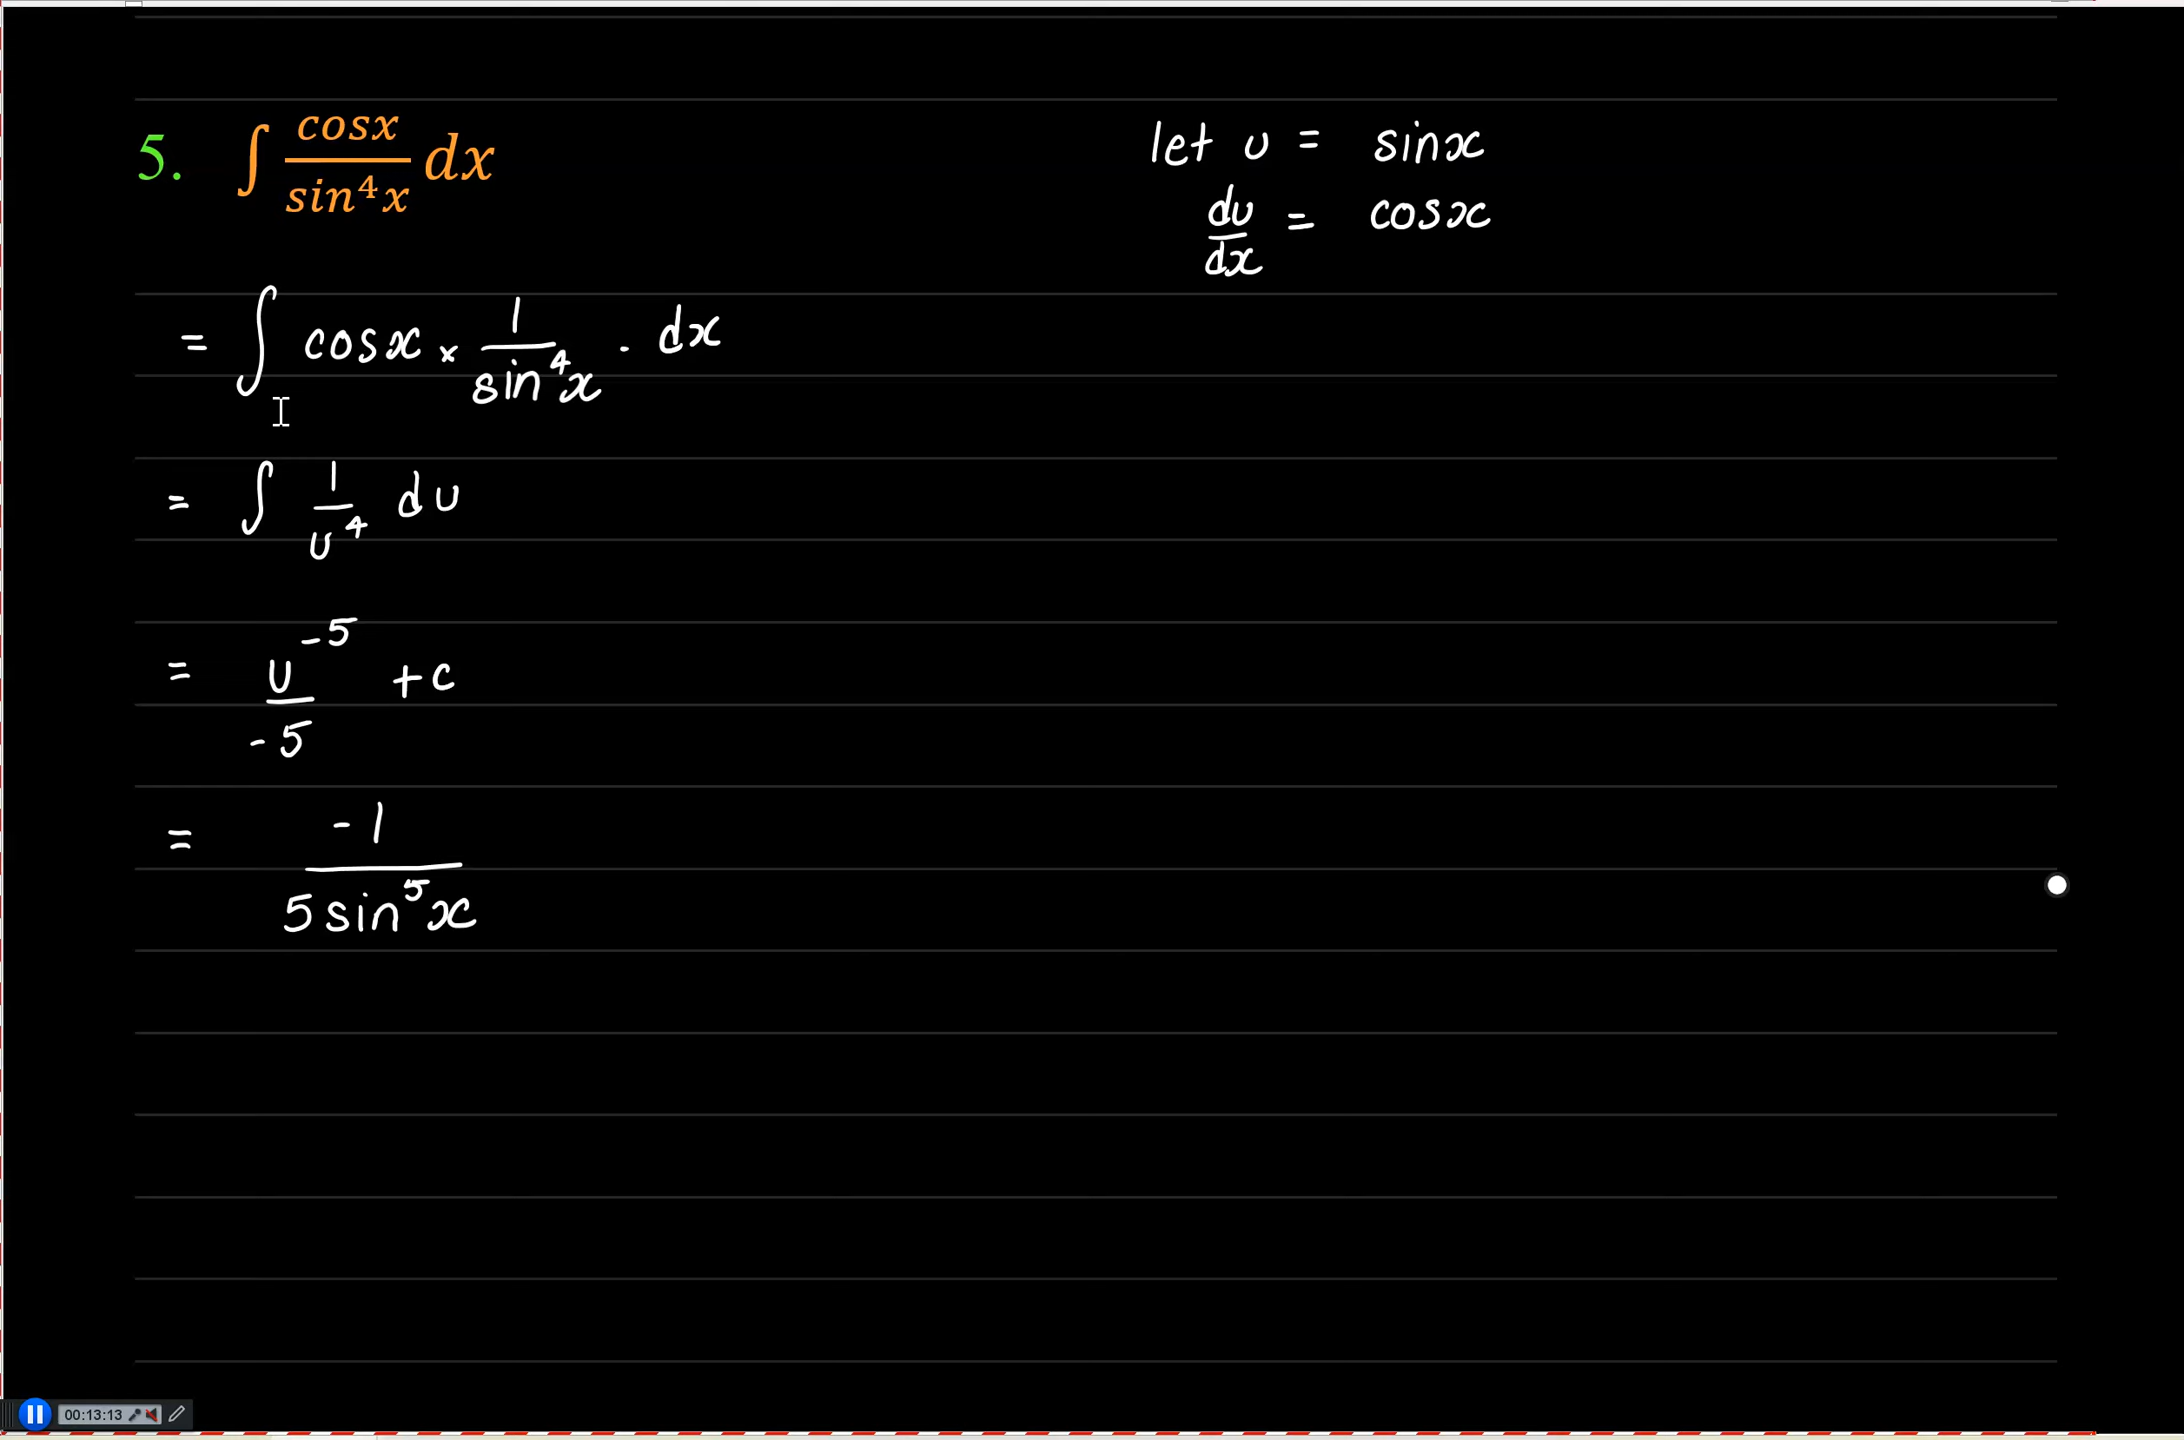 5. ∫ cosx/sin⁴x dx
let u = sinx
du/dx = cosx
= ∫ cosx × 1/sin⁴x · dx
= ∫ 1/u⁴ du
= u⁻⁵/-5 + c
= -1/5sin⁵x
00:13:13